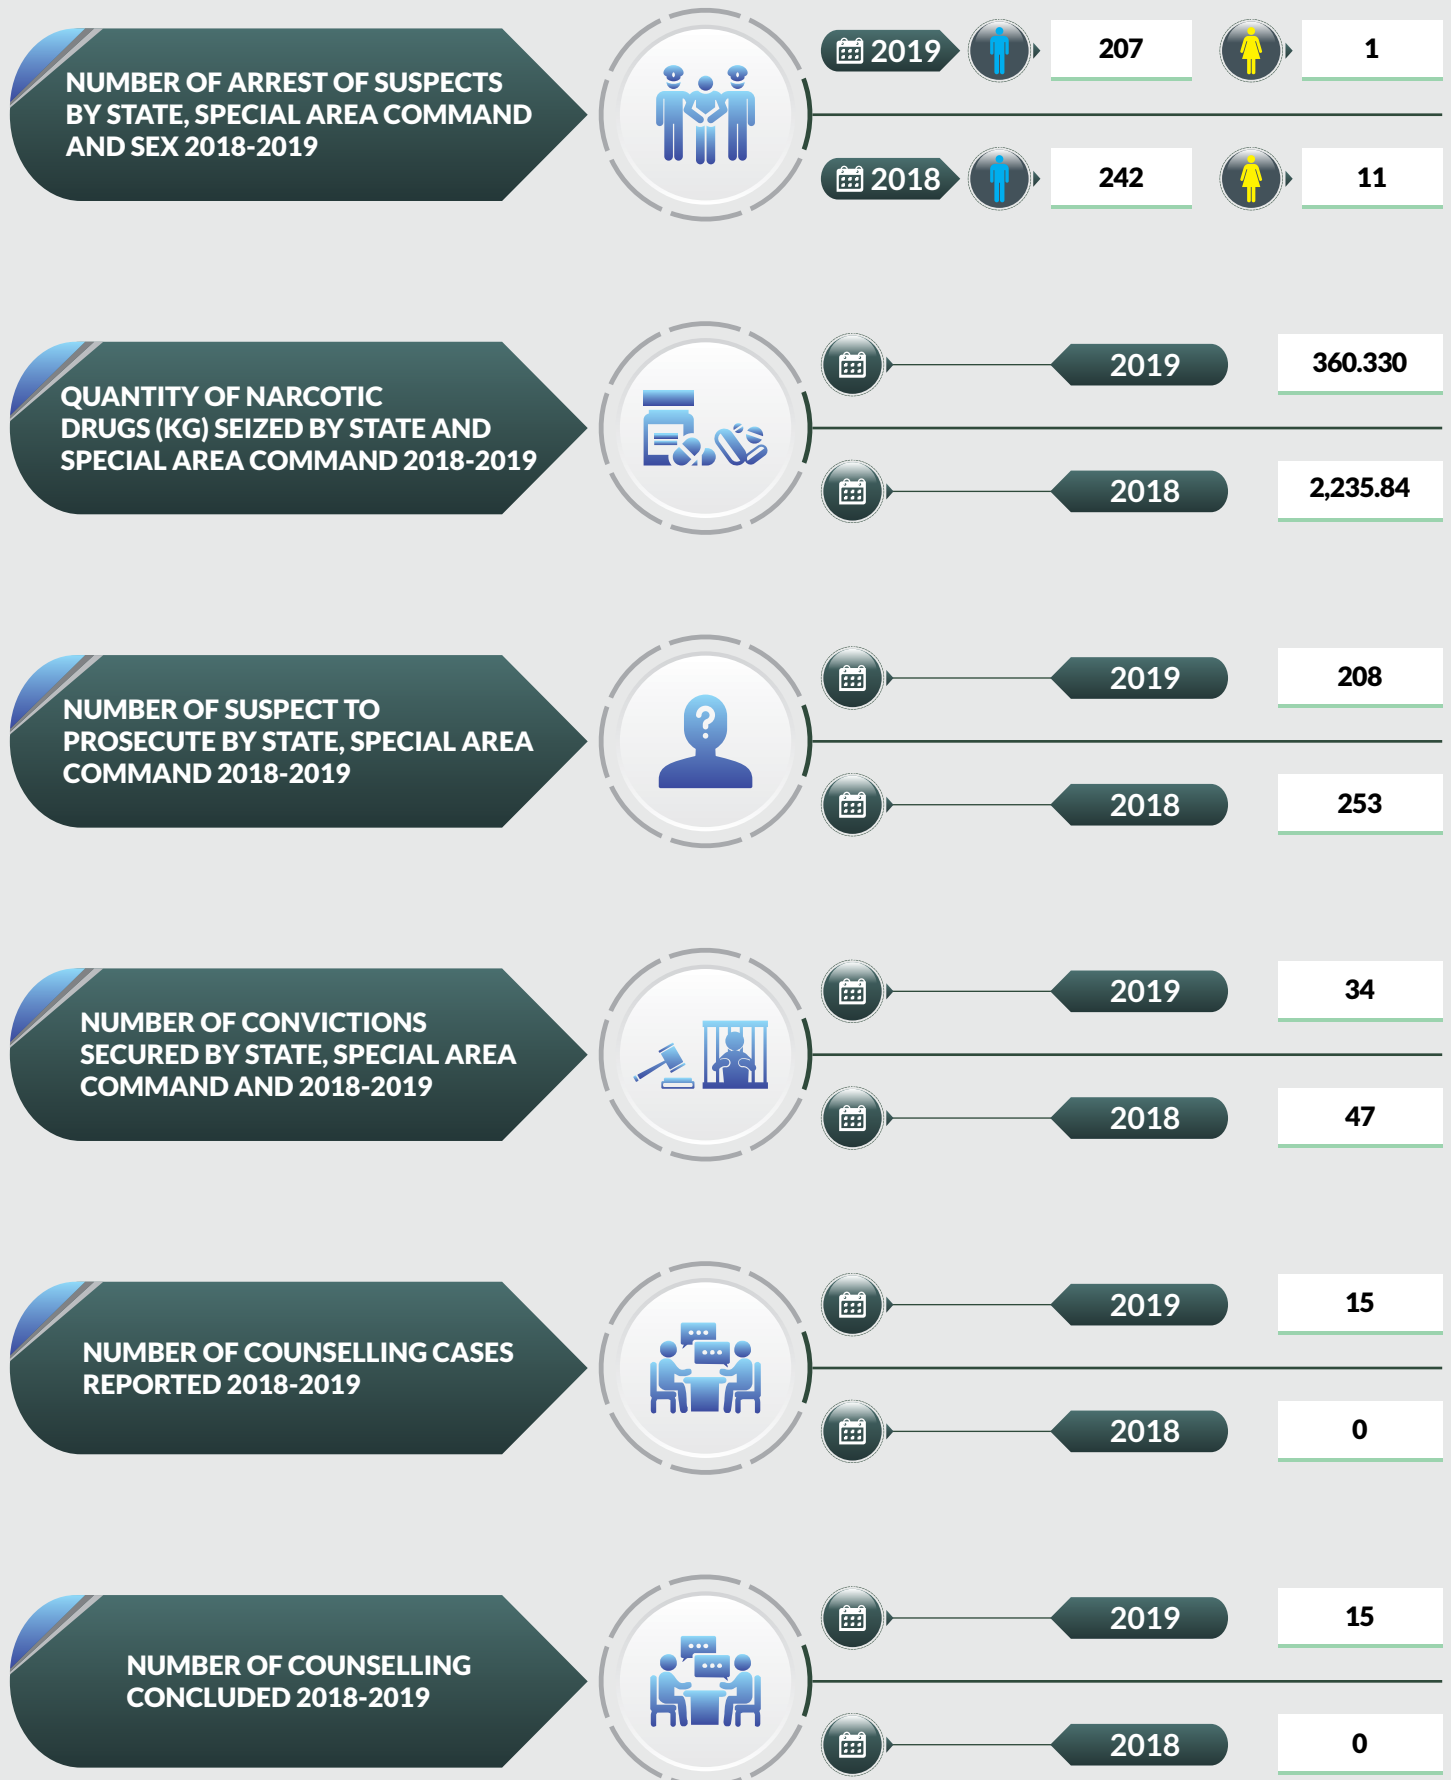 NUMBER OF ARREST OF SUSPECTS
BY STATE, SPECIAL AREA COMMAND
AND SEX 2018-2019
2019
207
1
2018
242
11
QUANTITY OF NARCOTIC
DRUGS (KG) SEIZED BY STATE AND
SPECIAL AREA COMMAND 2018-2019
2019
360.330
2018
2,235.84
NUMBER OF SUSPECT TO
PROSECUTE BY STATE, SPECIAL AREA
COMMAND 2018-2019
2019
208
2018
253
NUMBER OF CONVICTIONS
SECURED BY STATE, SPECIAL AREA
COMMAND AND 2018-2019
2019
34
2018
47
NUMBER OF COUNSELLING CASES
REPORTED 2018-2019
2019
15
2018
0
NUMBER OF COUNSELLING
CONCLUDED 2018-2019
2019
15
2018
0